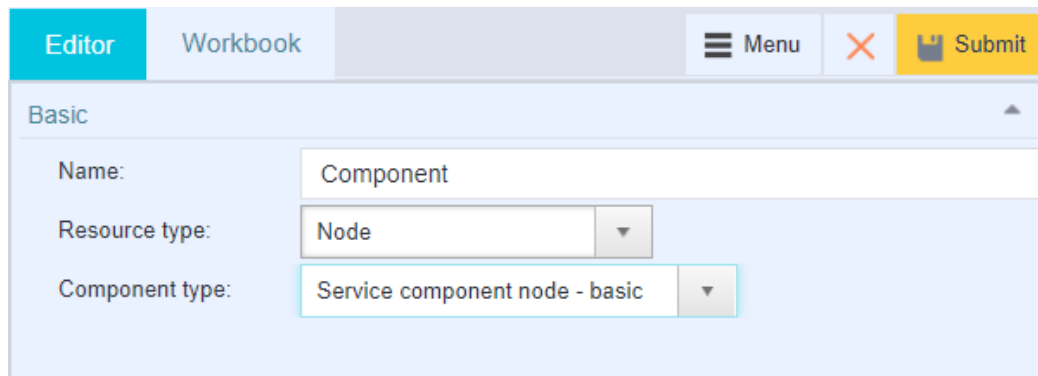 Editor Workbook Menu Submit
Basic
Name: Component
Resource type: Node
Component type: Service component node - basic